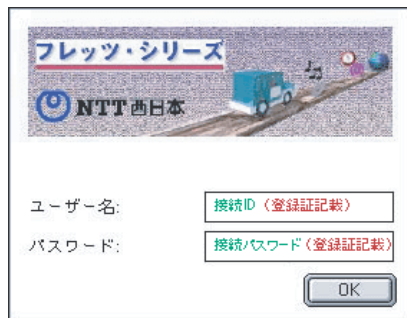 フレッツ・シリーズ
NTT西日本
ユーザー名: 接続ID（登録証記載）
パスワード: 接続パスワード（登録証記載）
OK